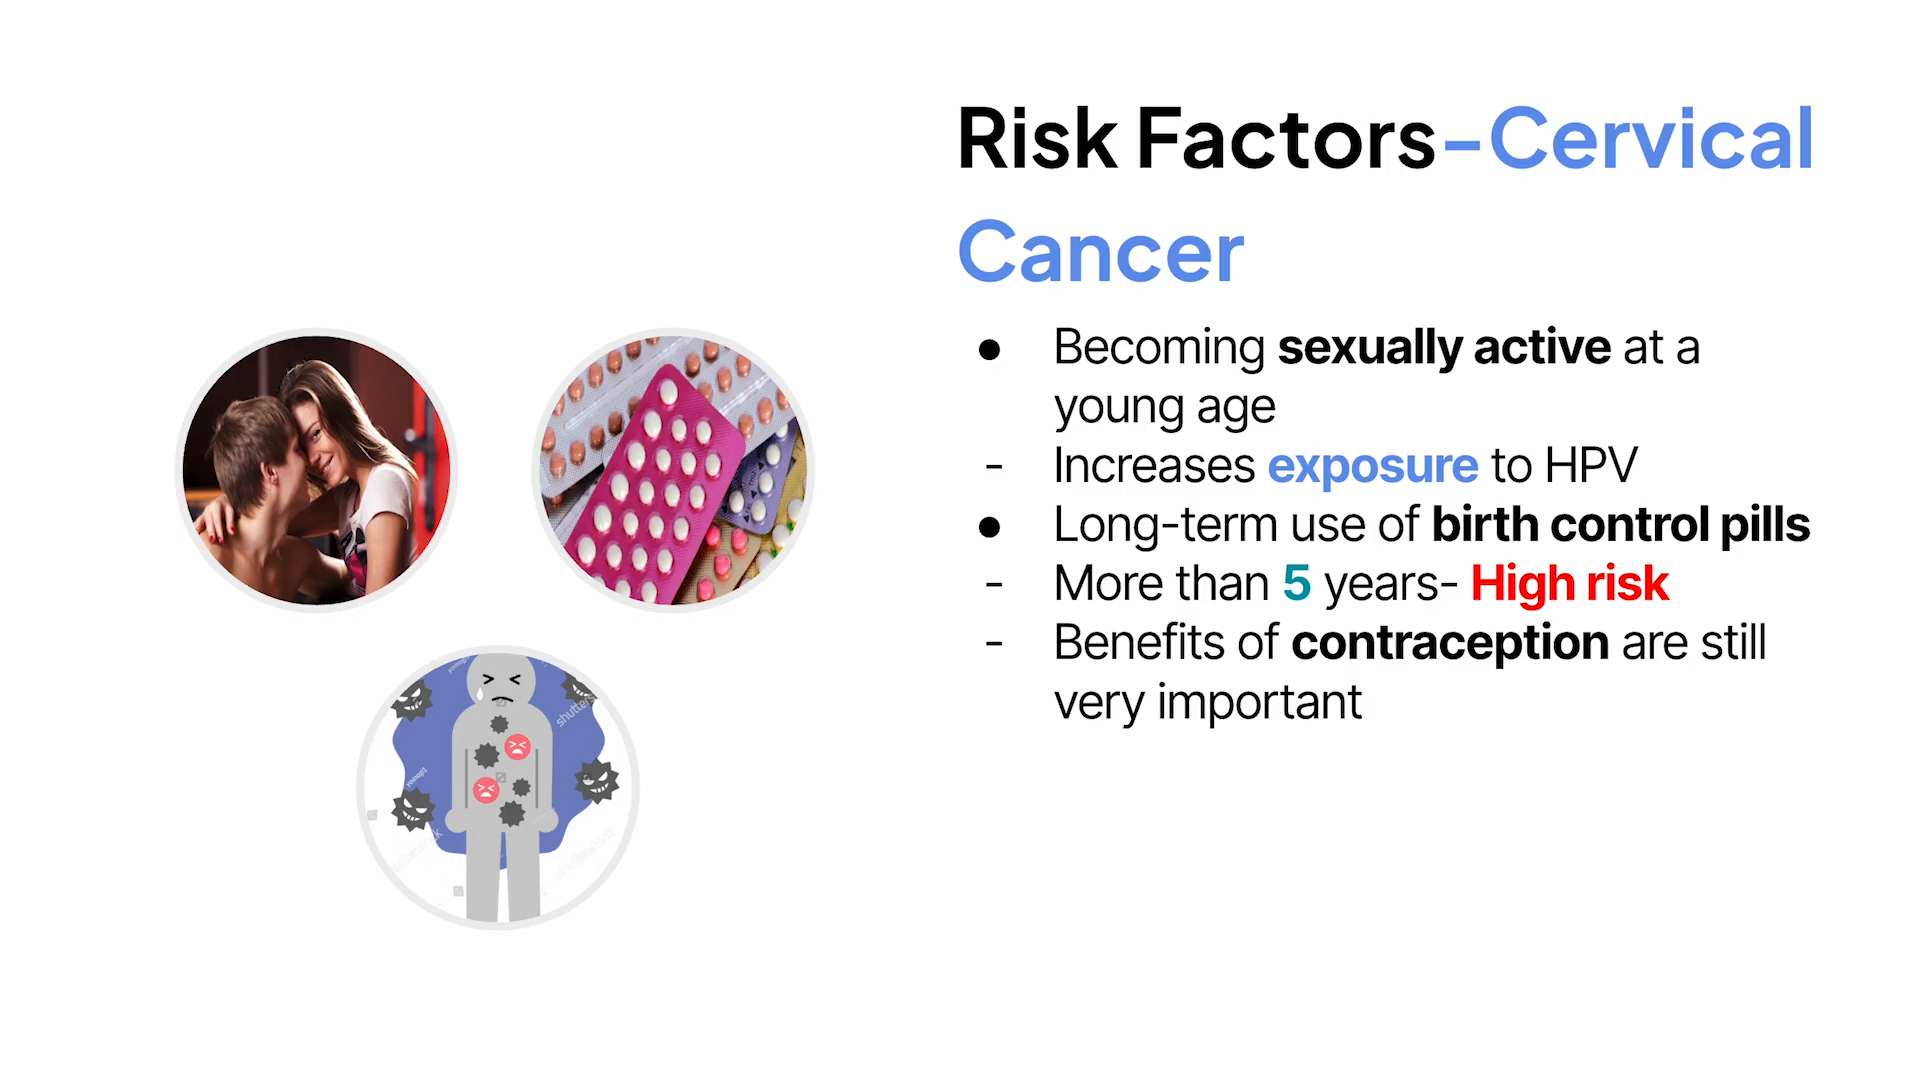 Risk Factors-Cervical
Cancer
● Becoming sexually active at a
young age
- Increases exposure to HPV
● Long-term use of birth control pills
- More than 5 years- High risk
- Benefits of contraception are still
very important
shutters